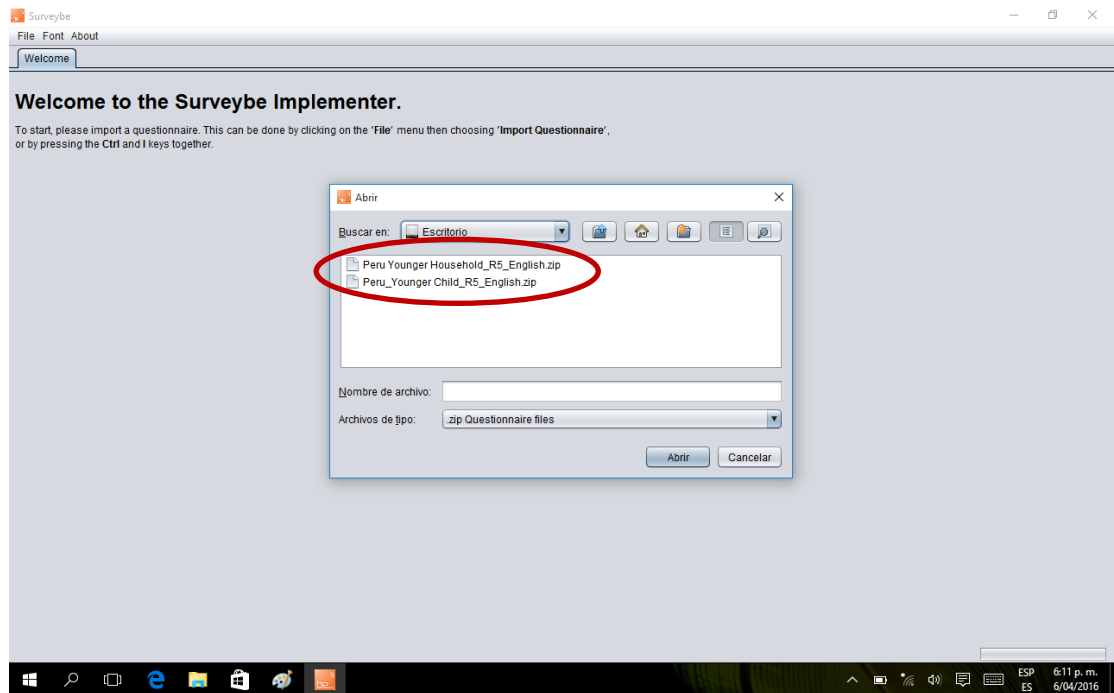 Surveybe
File Font About
Welcome
Welcome to the Surveybe Implementer.
To start, please import a questionnaire. This can be done by clicking on the 'File' menu then choosing 'Import Questionnaire',
or by pressing the Ctrl and I keys together.
Abrir
Buscar en: Escritorio
Peru Younger Household_R5_English.zip
Peru_Younger Child_R5_English.zip
Nombre de archivo:
Archivos de tipo: .zip Questionnaire files
Abrir Cancelar
be
ESP 6:11 p. m.
ES 6/04/2016